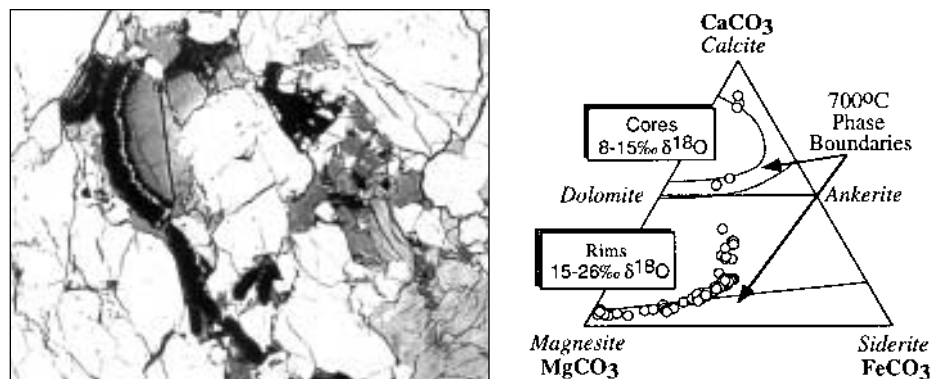 CaCO3
Calcite
700ºC
Phase
Boundaries
Cores
8-15‰ δ18O
Dolomite
Ankerite
Rims
15-26‰ δ18O
Magnesite
MgCO3
Siderite
FeCO3